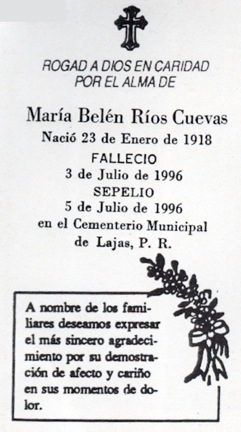 ROGAD A DIOS EN CARIDAD
POR EL ALMA DE
María Belén Ríos Cuevas
Nació 23 de Enero de 1918
FALLECIO
3 de Julio de 1996
SEPELIO
5 de Julio de 1996
en el Cementerio Municipal
de Lajas, P. R.
A nombre de los fami-
liares deseamos expresar
el más sincero agradeci-
miento por su demostra-
ción de afecto y cariño
en sus momentos de do-
lor.